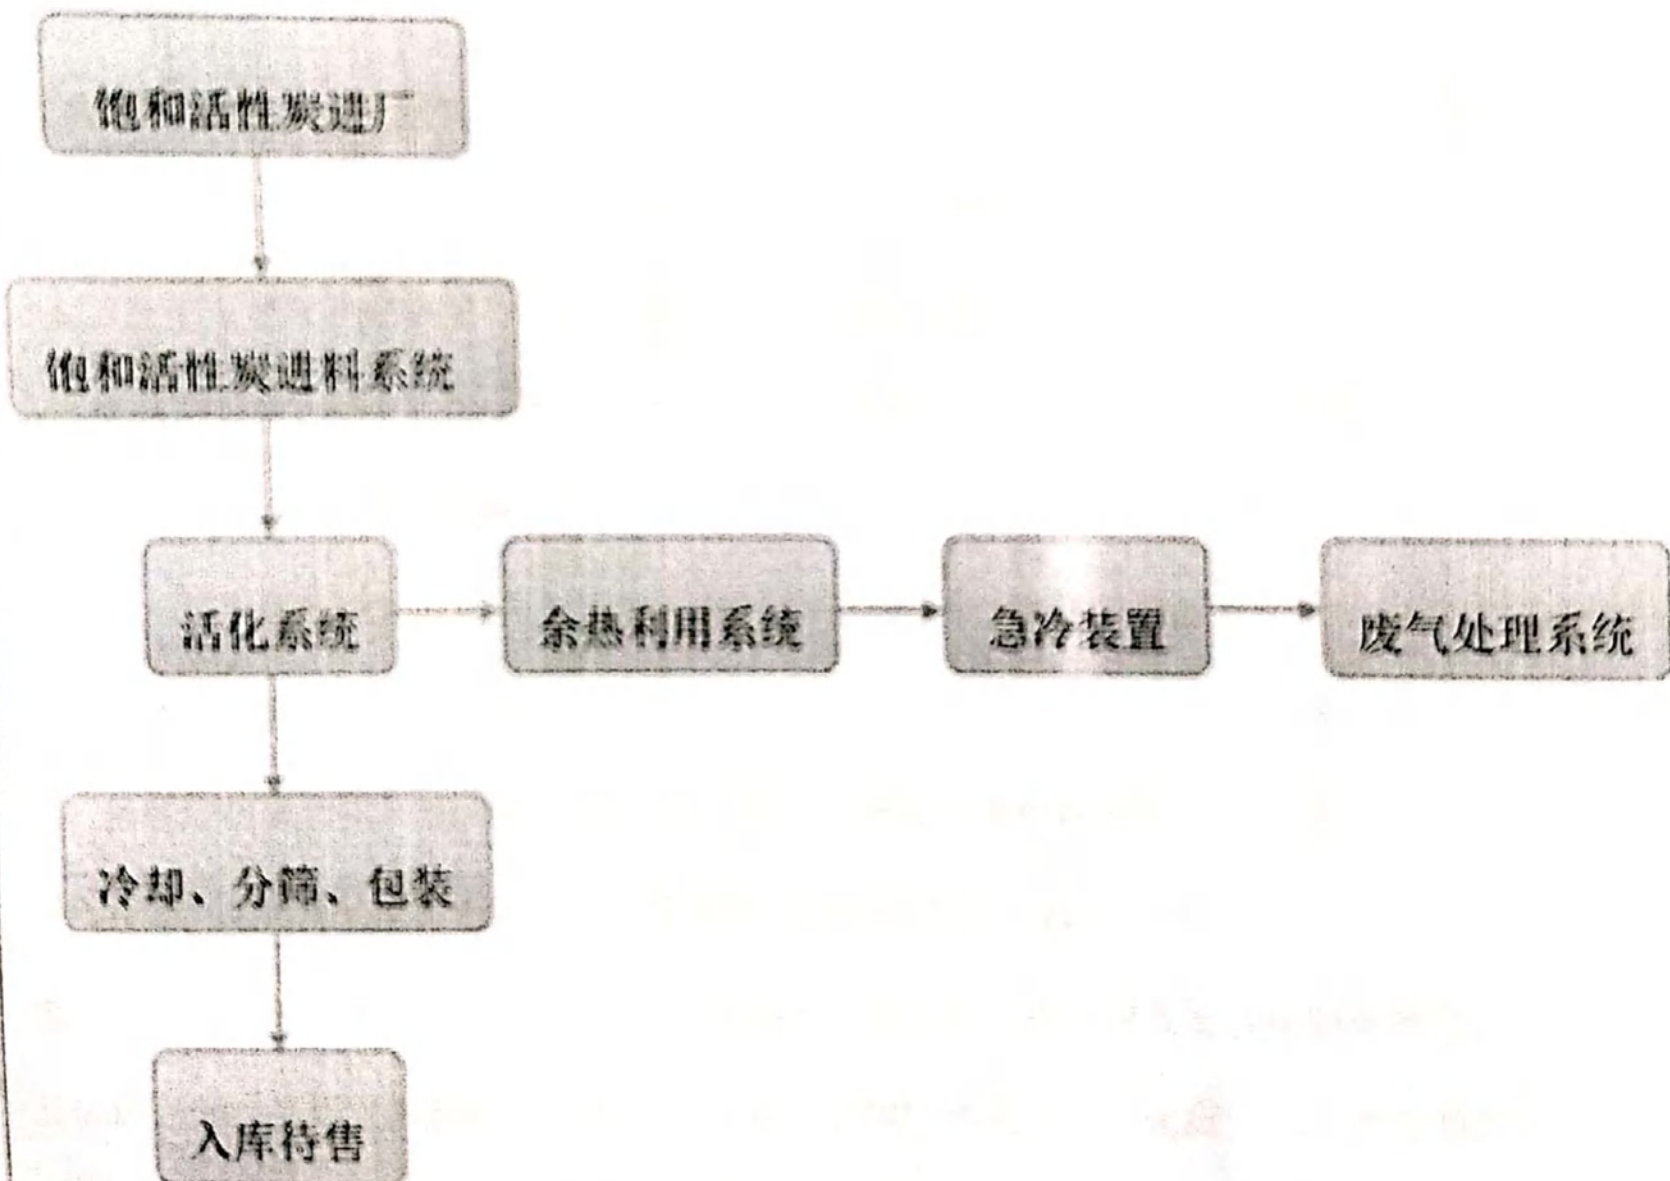 饱和活性炭进厂
饱和活性炭进料系统
活化系统
余热利用系统
急冷装置
废气处理系统
冷却、分筛、包装
入库待售